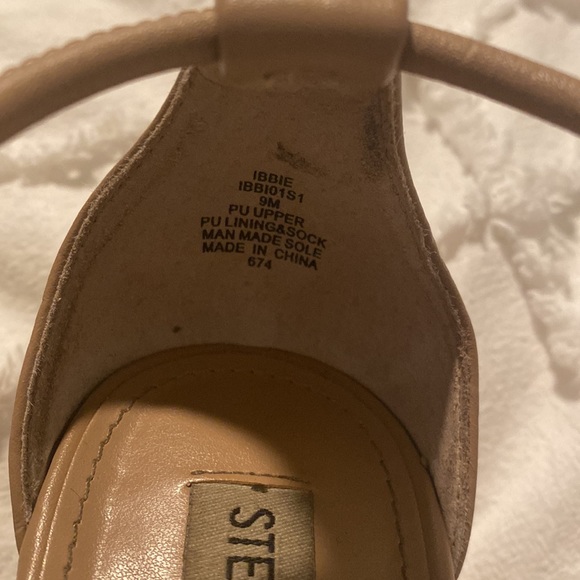 IBBIE
IBBI01S1
9M
PU UPPER
PU LINING&SOCK
MAN MADE SOLE
MADE IN CHINA
674
STE